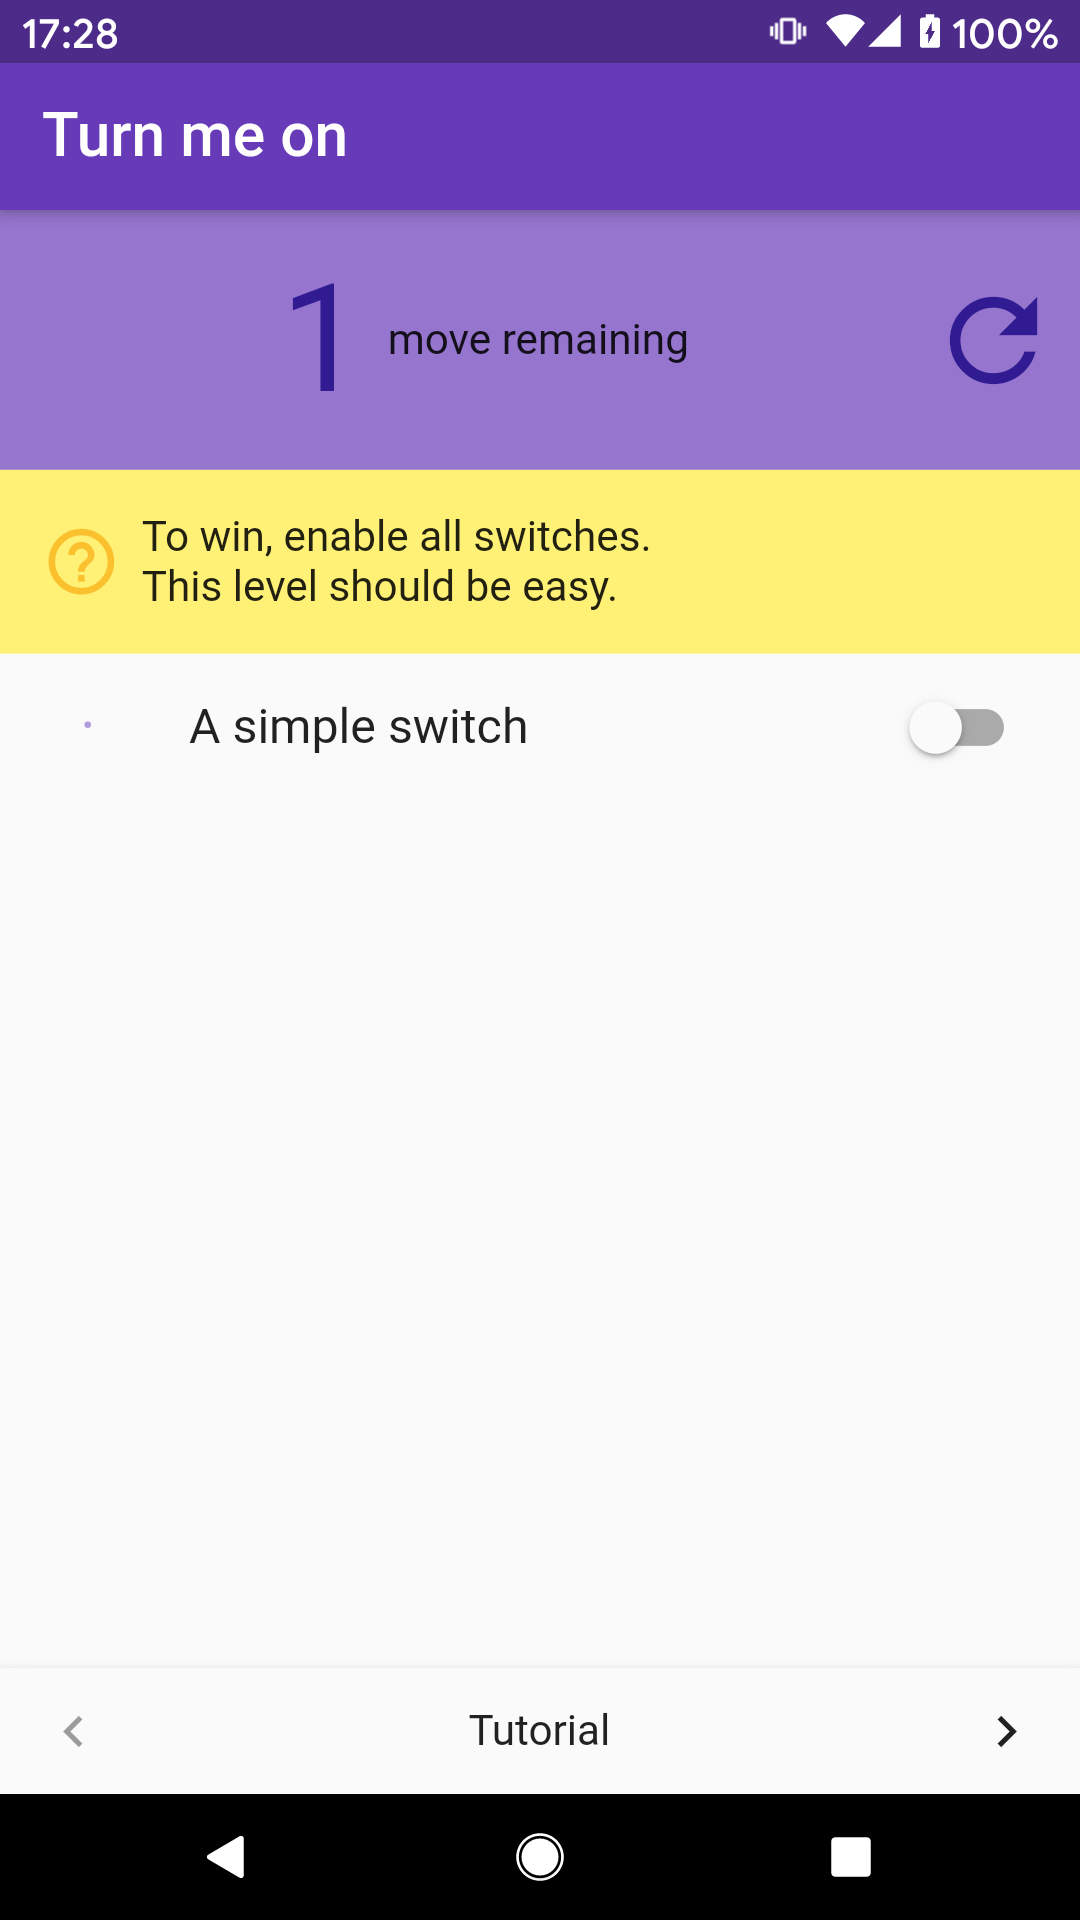 17:28 100%
Turn me on
1 move remaining
To win, enable all switches.
This level should be easy.
A simple switch
Tutorial